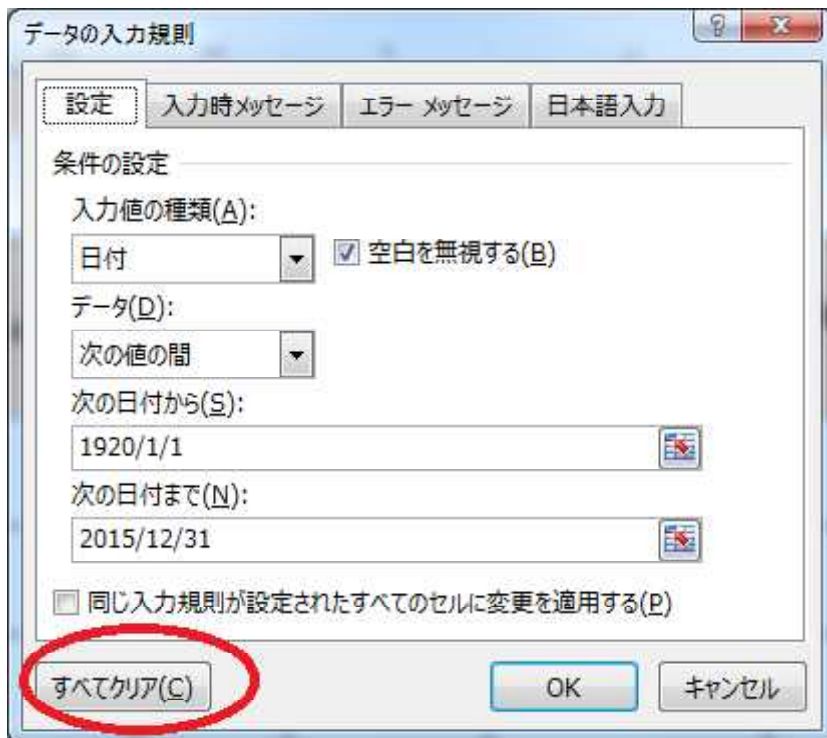 データの入力規則
設定 入力時メッセージ エラー メッセージ 日本語入力
条件の設定
入力値の種類(A):
日付 空白を無視する(B)
データ(D):
次の値の間
次の日付から(S):
1920/1/1
次の日付まで(N):
2015/12/31
同じ入力規則が設定されたすべてのセルに変更を適用する(P)
すべてクリア(C) OK キャンセル